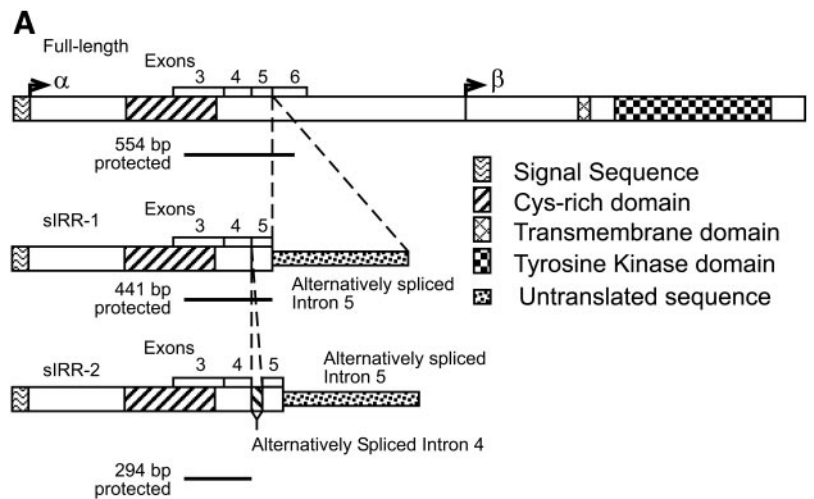 A
Full-length
Exons
3 4 5 6
α
β
554 bp
protected
Signal Sequence
Cys-rich domain
Transmembrane domain
Tyrosine Kinase domain
Untranslated sequence
sIRR-1
Exons
3 4 5
441 bp
protected
Alternatively spliced
Intron 5
sIRR-2
Exons
3 4 5
Alternatively spliced
Intron 5
Alternatively Spliced Intron 4
294 bp
protected